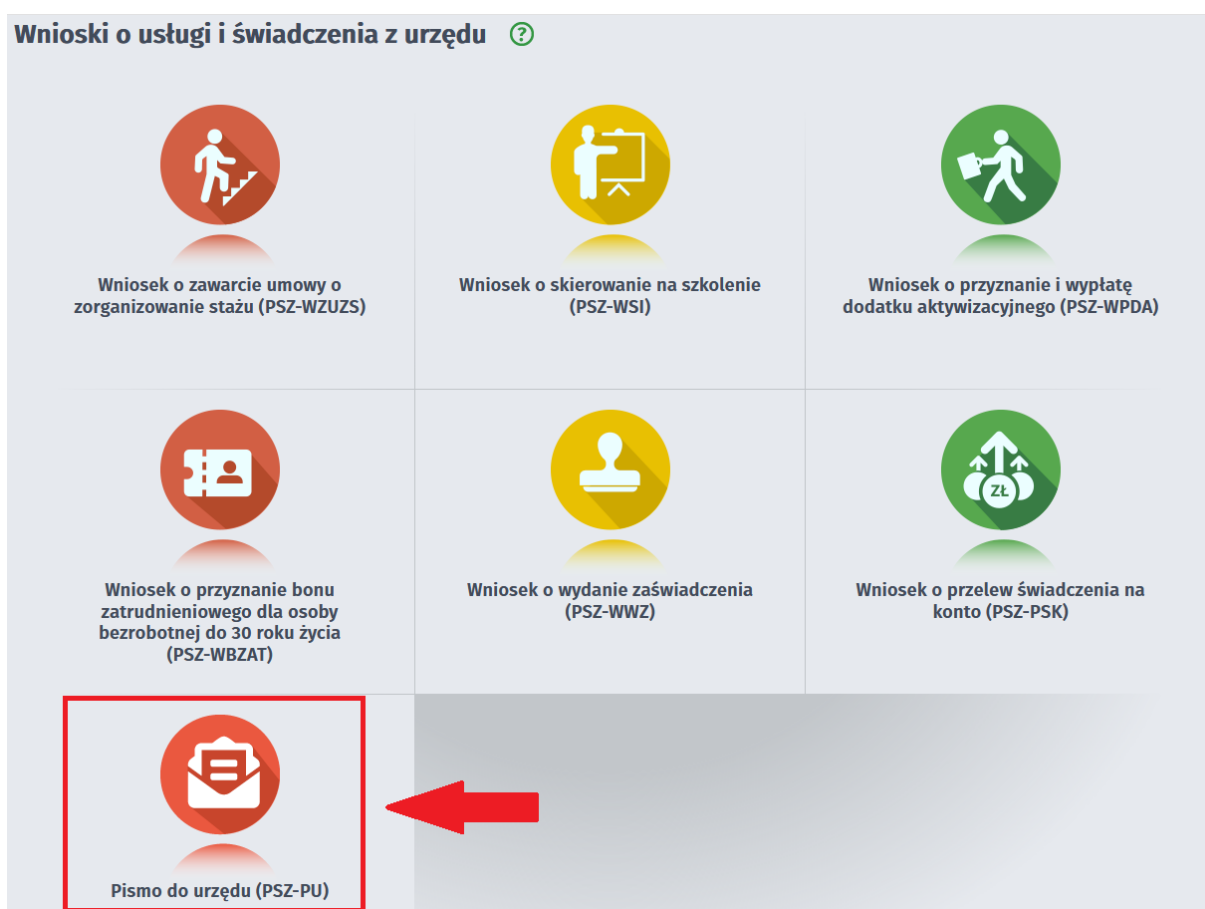 Wnioski o usługi i świadczenia z urzędu ?
Wniosek o zawarcie umowy o
zorganizowanie stażu (PSZ-WZUZS)
Wniosek o skierowanie na szkolenie
(PSZ-WSI)
Wniosek o przyznanie i wypłatę
dodatku aktywizacyjnego (PSZ-WPDA)
ZŁ
Wniosek o przyznanie bonu
zatrudnieniowego dla osoby
bezrobotnej do 30 roku życia
(PSZ-WBZAT)
Wniosek o wydanie zaświadczenia
(PSZ-WWZ)
Wniosek o przelew świadczenia na
konto (PSZ-PSK)
Pismo do urzędu (PSZ-PU)